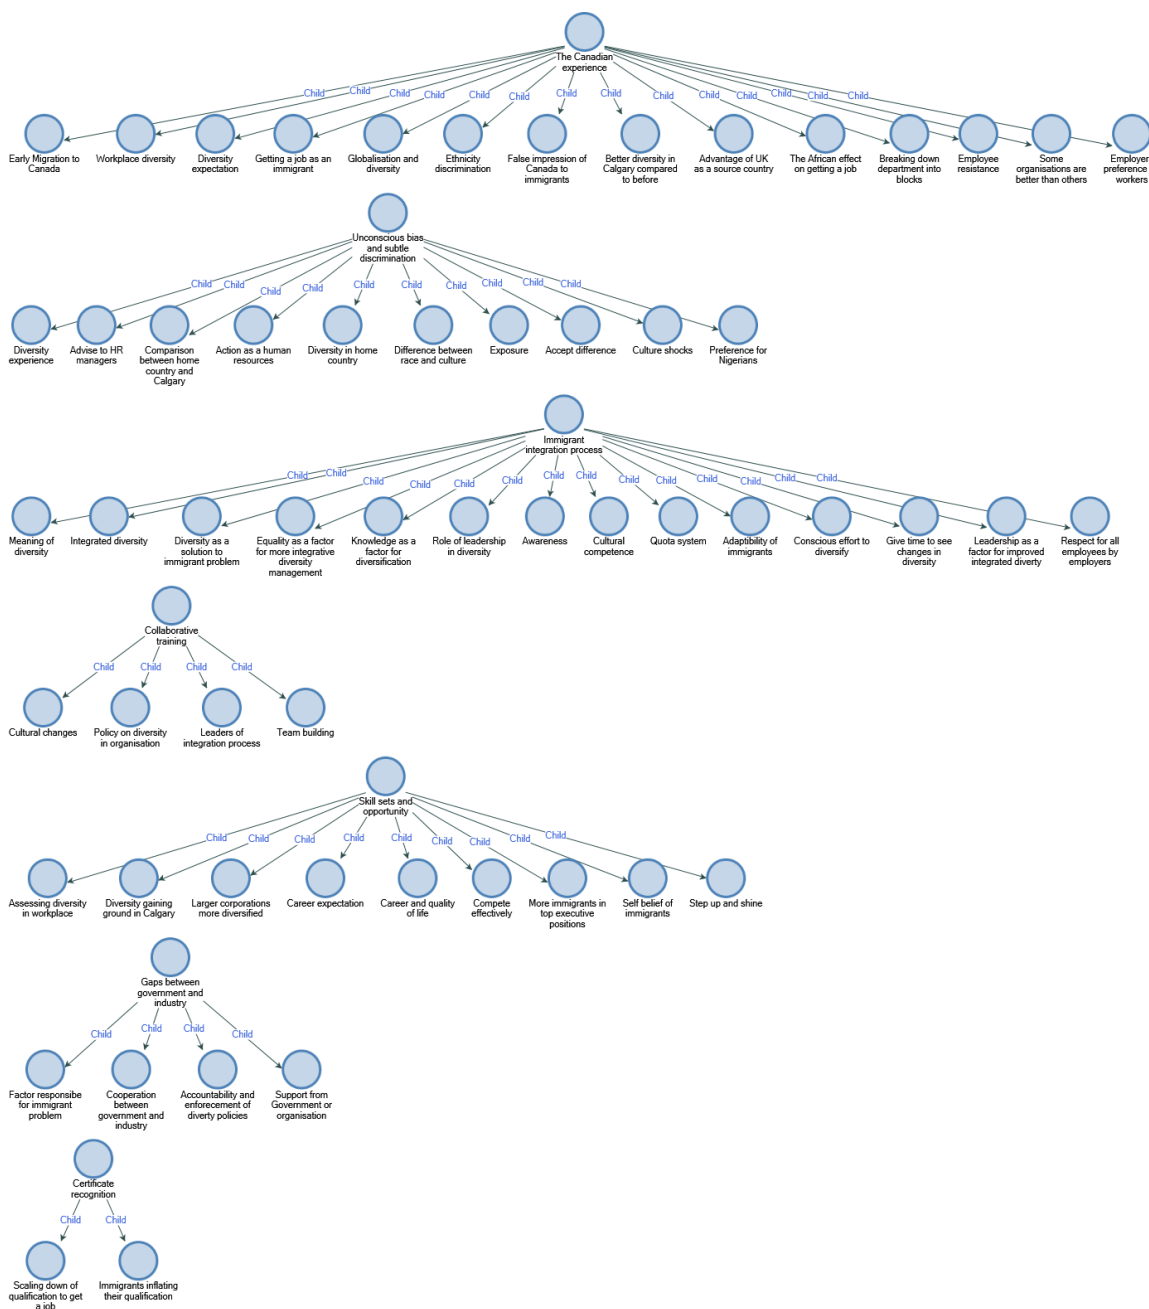 The Canadian
experience
Child Child Child Child Child Child Child Child Child Child Child Child Child Child
Early Migration to
Canada
Workplace diversity
Diversity
expectation
Getting a job as an
immigrant
Globalisation and
diversity
Ethnicity
discrimination
False impression of
Canada to
immigrants
Better diversity in
Calgary compared
to before
Advantage of UK
as a source country
The African effect
on getting a job
Breaking down
department into
blocks
Employee
resistance
Some
organisations are
better than others
Employer
preference
workers
Unconscious bias
and subtle
discrimination
Child Child Child Child Child Child Child Child Child Child
Diversity
experience
Advise to HR
managers
Comparison
between home
country and
Calgary
Action as a human
resources
Diversity in home
country
Difference between
race and culture
Exposure
Accept difference
Culture shocks
Preference for
Nigerians
Immigrant
integration process
Child Child Child Child Child Child Child Child Child Child Child Child Child Child
Meaning of
diversity
Integrated diversity
Diversity as a
solution to
immigrant problem
Equality as a factor
for more integrative
diversity
management
Knowledge as a
factor for
diversification
Role of leadership
in diversity
Awareness
Cultural
competence
Quota system
Adaptibility of
immigrants
Conscious effort to
diversify
Give time to see
changes in
diversity
Leadership as a
factor for improved
integrated diverty
Respect for all
employees by
employers
Collaborative
training
Child Child Child Child
Cultural changes
Policy on diversity
in organisation
Leaders of
integration process
Team building
Skill sets and
opportunity
Child Child Child Child Child Child Child Child Child
Assessing diversity
in workplace
Diversity gaining
ground in Calgary
Larger corporations
more diversified
Career expectation
Career and quality
of life
Compete
effectively
More immigrants in
top executive
positions
Self belief of
immigrants
Step up and shine
Gaps between
government and
industry
Child Child Child Child
Factor responsibe
for immigrant
problem
Cooperation
between
government and
industry
Accountability and
enforecement of
diverty policies
Support from
Government or
organisation
Certificate
recognition
Child Child
Scaling down of
qualification to get
a job
Immigrants inflating
their qualification